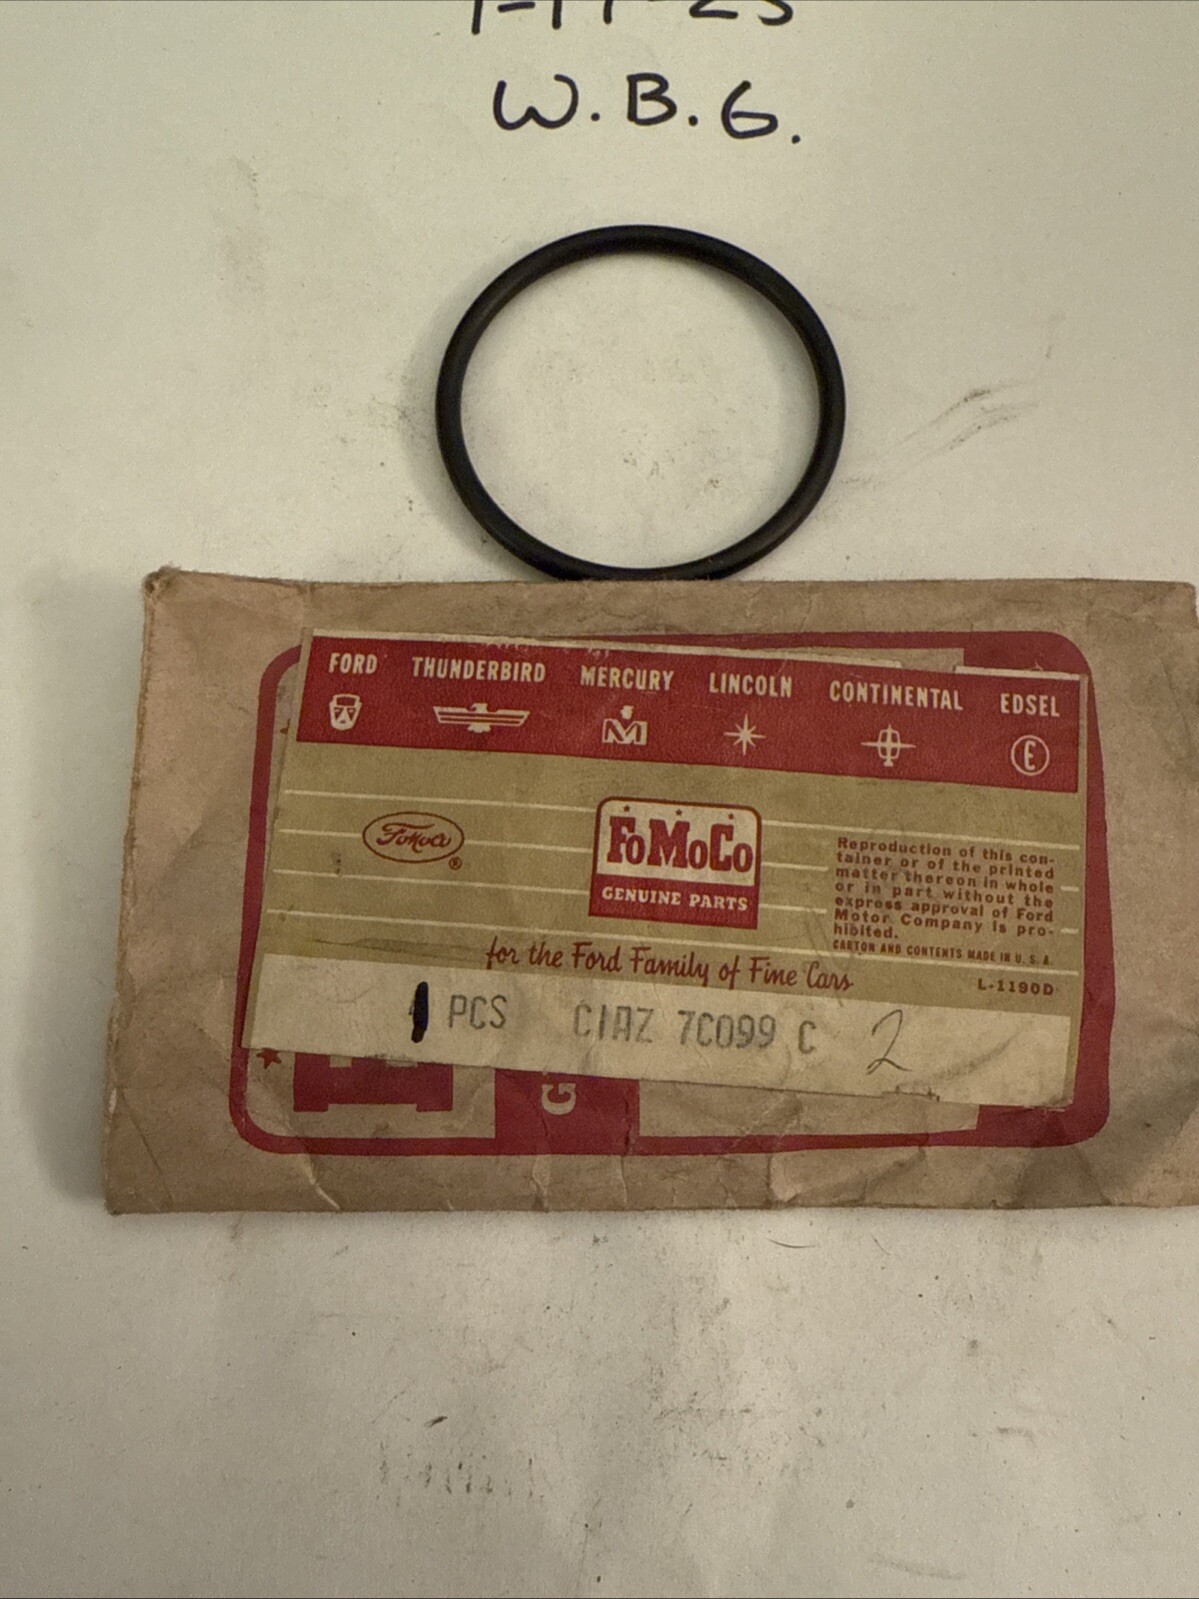 W.B.G.
FORD THUNDERBIRD MERCURY LINCOLN CONTINENTAL EDSEL
M E
FoMoCo ®
FoMoCo
GENUINE PARTS
Reproduction of this con-
tainer or of the printed
matter thereon in whole
or in part without the
express approval of Ford
Motor Company is pro-
hibited.
CARTON AND CONTENTS MADE IN U.S.A.
for the Ford Family of Fine Cars
L-1190D
1 PCS C1AZ 7C099 C 2
G